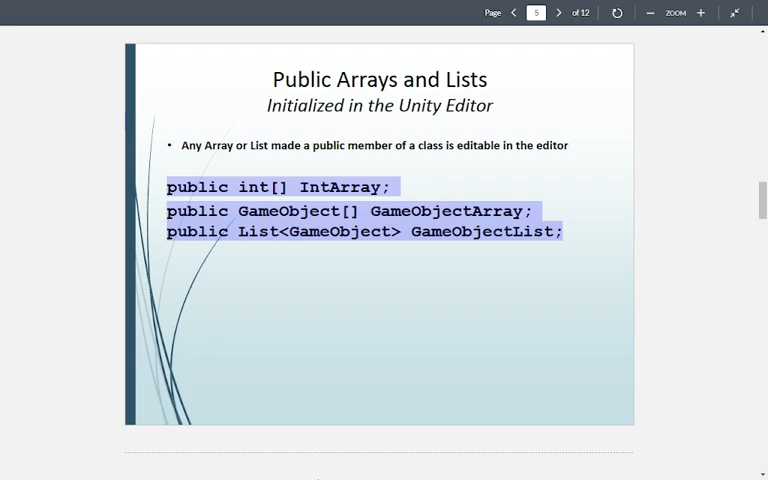 Page 5 of 12 ZOOM
Public Arrays and Lists
Initialized in the Unity Editor
• Any Array or List made a public member of a class is editable in the editor
public int[] IntArray;
public GameObject[] GameObjectArray;
public List<GameObject> GameObjectList;